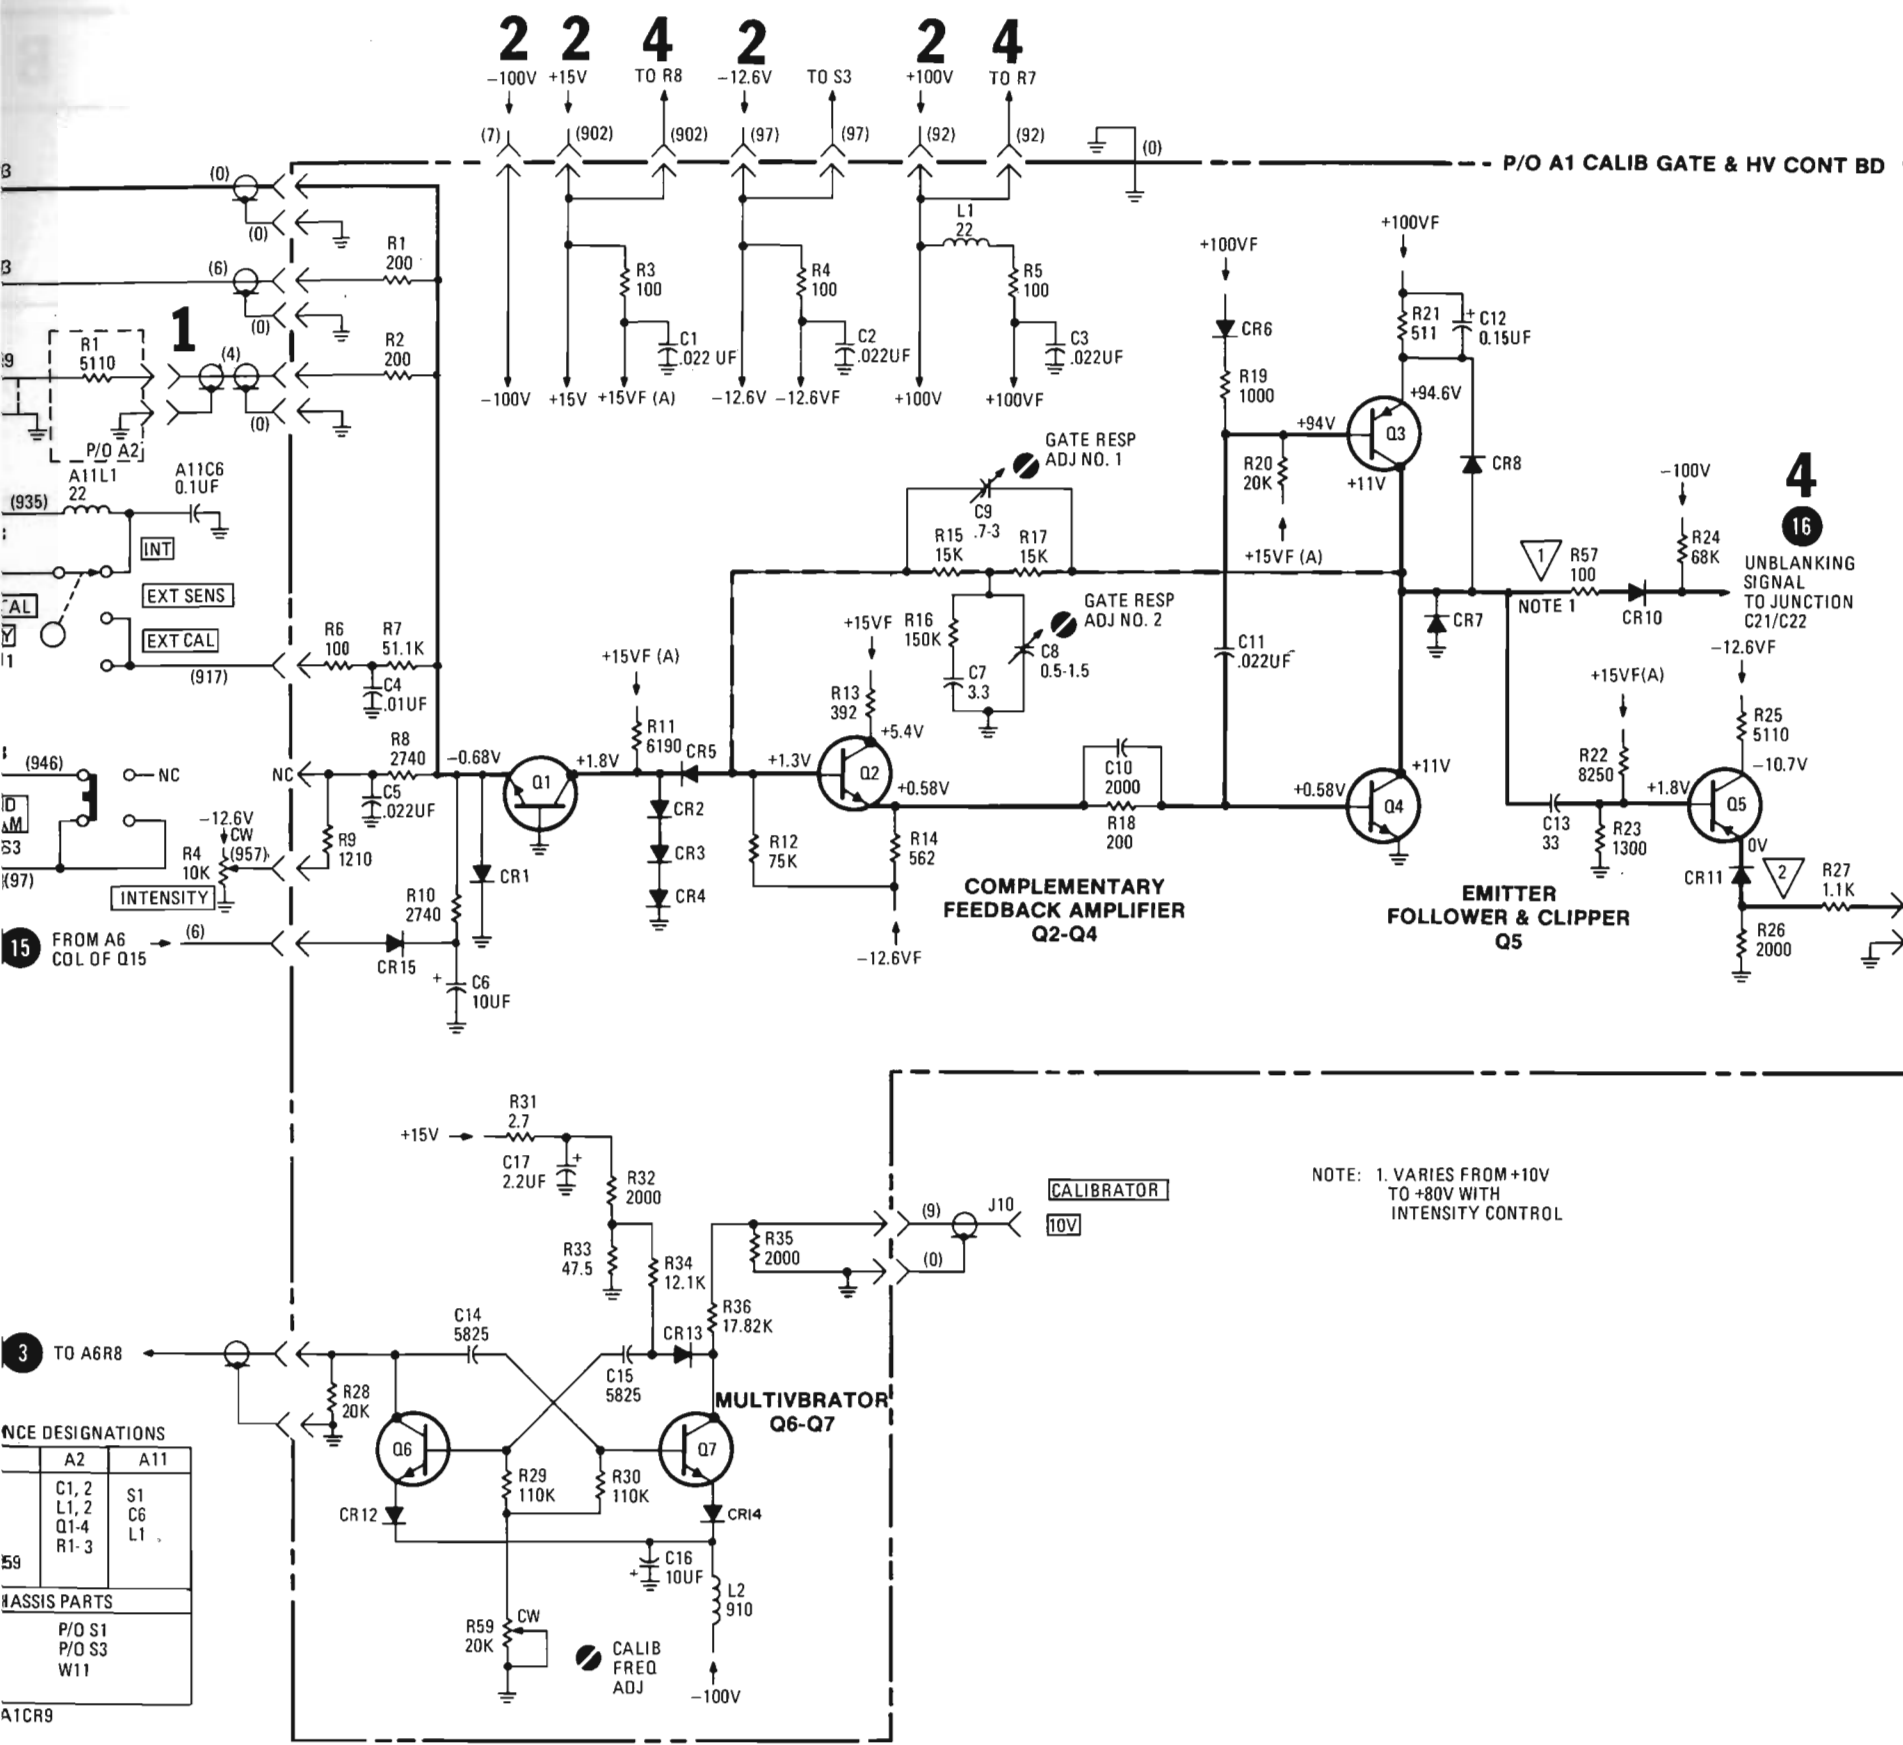 2 2 4 2 2 4
-100V +15V TO R8 -12.6V TO S3 +100V TO R7
(7) (902) (902) (97) (97) (92) (92) (0)
P/O A1 CALIB GATE & HV CONT BD
(0)
(0)
(6)
(0)
1
(4)
(0)
R1
200
R2
200
R1
5110
P/O A2
R3
100
C1
.022 UF
R4
100
C2
.022UF
L1
22
R5
100
C3
.022UF
-100V +15V +15VF (A) -12.6V -12.6VF +100V +100VF
+100VF
CR6
R19
1000
+100VF
R21
511
C12
+
0.15UF
+94.6V
+94V
Q3
+11V
R20
20K
+15VF (A)
CR8
A11L1
22
A11C6
0.1UF
(935)
INT
EXT SENS
EXT CAL
(917)
GATE RESP
ADJ NO. 1
C9
.7-3
R15
15K
R17
15K
R16
150K
C7
3.3
C8
0.5-1.5
GATE RESP
ADJ NO. 2
C11
.022UF
-100V
R24
68K
4
16
UNBLANKING
SIGNAL
TO JUNCTION
C21/C22
1
NOTE 1
R57
100
CR10
CR7
R6
100
R7
51.1K
C4
.01UF
R8
2740
NC
C5
.022UF
R9
1210
(946)
NC
(97)
-12.6V
CW
(957)
R4
10K
INTENSITY
15
FROM A6
COL OF Q15
(6)
CR15
R10
2740
C6
+
10UF
CR1
-0.68V
Q1
+1.8V
+15VF (A)
R11
6190
CR5
CR2
CR3
CR4
+1.3V
R12
75K
+15VF
R13
392
+5.4V
Q2
+0.58V
R14
562
-12.6VF
C10
2000
R18
200
COMPLEMENTARY
FEEDBACK AMPLIFIER
Q2-Q4
+0.58V
Q4
+11V
-12.6VF
+15VF(A)
R25
5110
R22
8250
-10.7V
+1.8V
Q5
C13
33
R23
1300
0V
CR11
2
R27
1.1K
R26
2000
EMITTER
FOLLOWER & CLIPPER
Q5
+15V
R31
2.7
C17
2.2UF
+
R32
2000
R33
47.5
R34
12.1K
R35
2000
R36
17.82K
(9)
(0)
J10
CALIBRATOR
10V
NOTE: 1. VARIES FROM +10V
TO +80V WITH
INTENSITY CONTROL
3
TO A6R8
R28
20K
C14
5825
C15
5825
CR13
MULTIVBRATOR
Q6-Q7
Q6
Q7
R29
110K
R30
110K
CR12
CR14
C16
+
10UF
L2
910
-100V
R59
20K
CW
CALIB
FREQ
ADJ
NCE DESIGNATIONS
A2 A11
C1, 2
L1, 2
Q1-4
R1-3
S1
C6
L1
59
HASSIS PARTS
P/O S1
P/O S3
W11
A1CR9